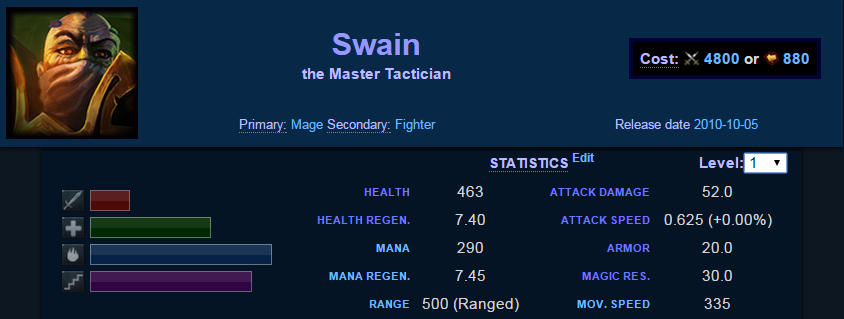 Swain
the Master Tactician
Cost: 4800 or 880
Primary: Mage Secondary: Fighter
Release date 2010-10-05
STATISTICS Edit
Level: 1
HEALTH 463 ATTACK DAMAGE 52.0
HEALTH REGEN. 7.40 ATTACK SPEED 0.625 (+0.00%)
MANA 290 ARMOR 20.0
MANA REGEN. 7.45 MAGIC RES. 30.0
RANGE 500 (Ranged) MOV. SPEED 335